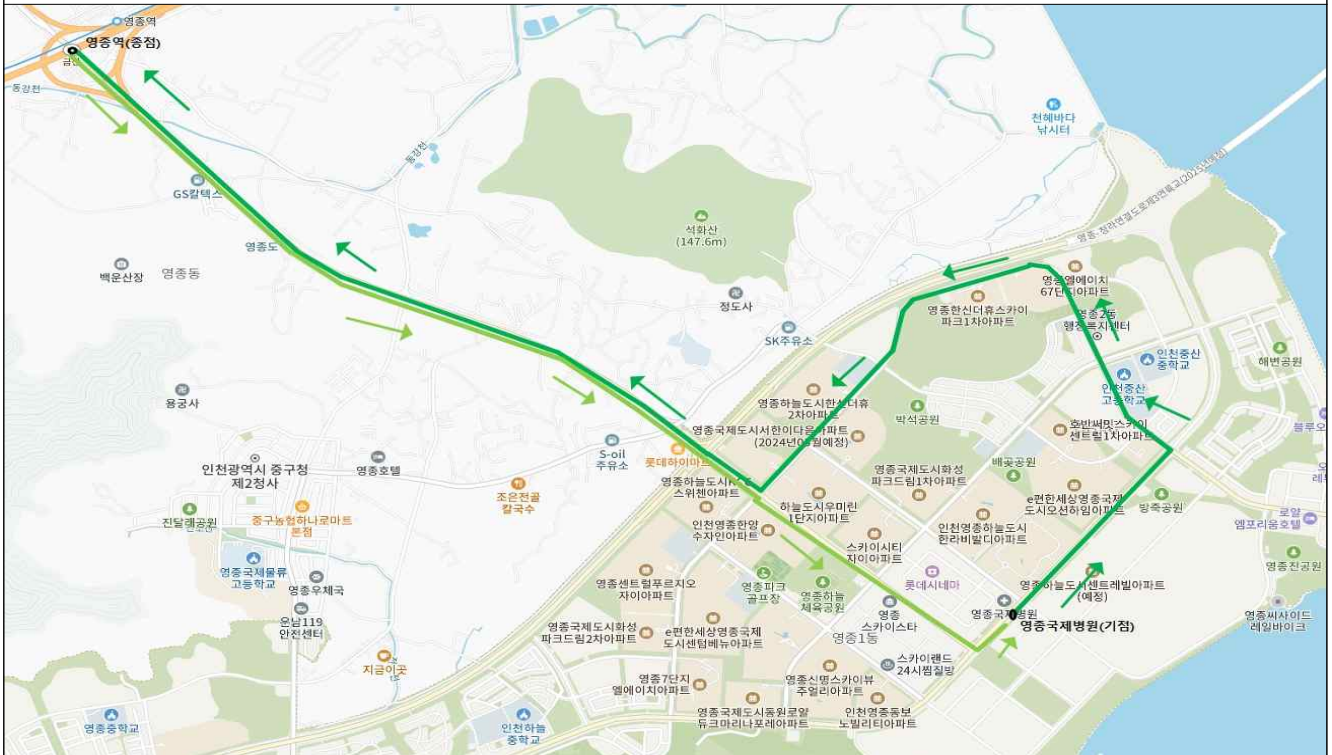 영종역
영종역(종점)
금산
동강천
GS칼텍스
영종도
백운산장
영종동
동강천
석화산
(147.6m)
천혜바다
낚시터
영종-청라연결도로제3연륙교(2025년예정)
정도사
SK주유소
영종한신더휴스카이
파크1차아파트
영종엘에이치
67단지아파트
영종2동
행정복지센터
인천중산
중학교
인천중산
고등학교
해변공원
용궁사
인천광역시 중구청
제2청사
영종호텔
S-oil
주유소
롯데하이마트
영종하늘도시한신더휴
2차아파트
영종국제도시서한이다음아파트
박석공원
호반써밋스카이
센트럴1차아파트
진달래공원
중구농협하나로마트
본점
조은전골
칼국수
스위첸아파트
인천영종한양
수자인아파트
하늘도시우미린
1단지아파트
영종국제도시화성
파크드림1차아파트
배곶공원
e편한세상영종국제
도시오션하임아파트
방죽공원
로얄
엠포리움호텔
영종국제물류
고등학교
영종우체국
운남119
안전센터
스카이시티
자이아파트
인천영종하늘도시
한라비발디아파트
영종진공원
영종센트럴푸르지오
자이아파트
영종파크
골프장
영종하늘
체육공원
롯데시네마
영종하늘도시센트레빌아파트
(예정)
영종
스카이스타
영종국제병원
영종국제병원(기점)
영종씨사이드
레일바이크
영종국제도시화성
파크드림2차아파트
e편한세상영종국제
도시센텀베뉴아파트
영종1동
스카이랜드
24시찜질방
지금이곳
영종7단지
엘에이치아파트
영종신명스카이뷰
주얼리아파트
영종중학교
인천하늘
중학교
영종국제도시동원로얄
듀크마리나포레아파트
인천영종동보
노빌리티아파트